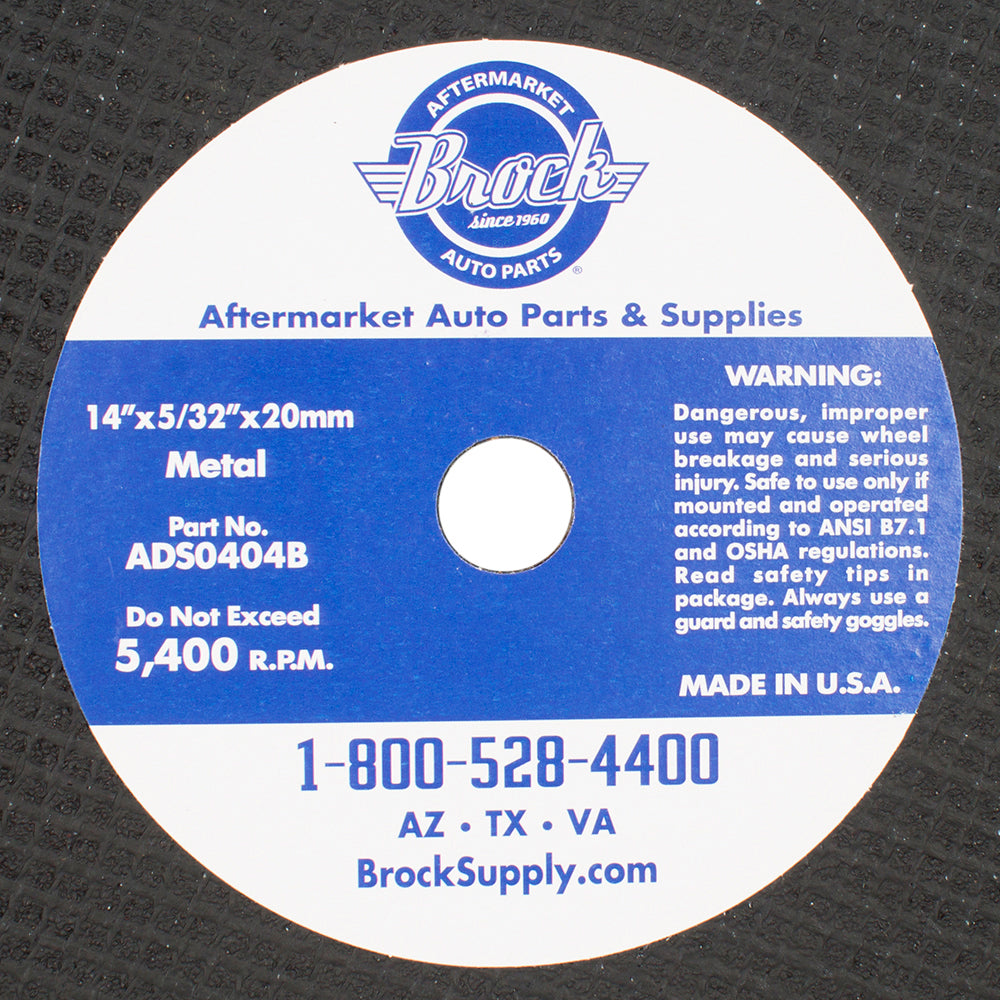 AFTERMARKET
Brock
since 1960
AUTO PARTS
®
Aftermarket Auto Parts & Supplies
14”x5/32”x20mm
Metal
Part No.
ADS0404B
Do Not Exceed
5,400 R.P.M.
WARNING:
Dangerous, improper
use may cause wheel
breakage and serious
injury. Safe to use only if
mounted and operated
according to ANSI B7.1
and OSHA regulations.
Read safety tips in
package. Always use a
guard and safety goggles.
MADE IN U.S.A.
1-800-528-4400
AZ • TX • VA
BrockSupply.com